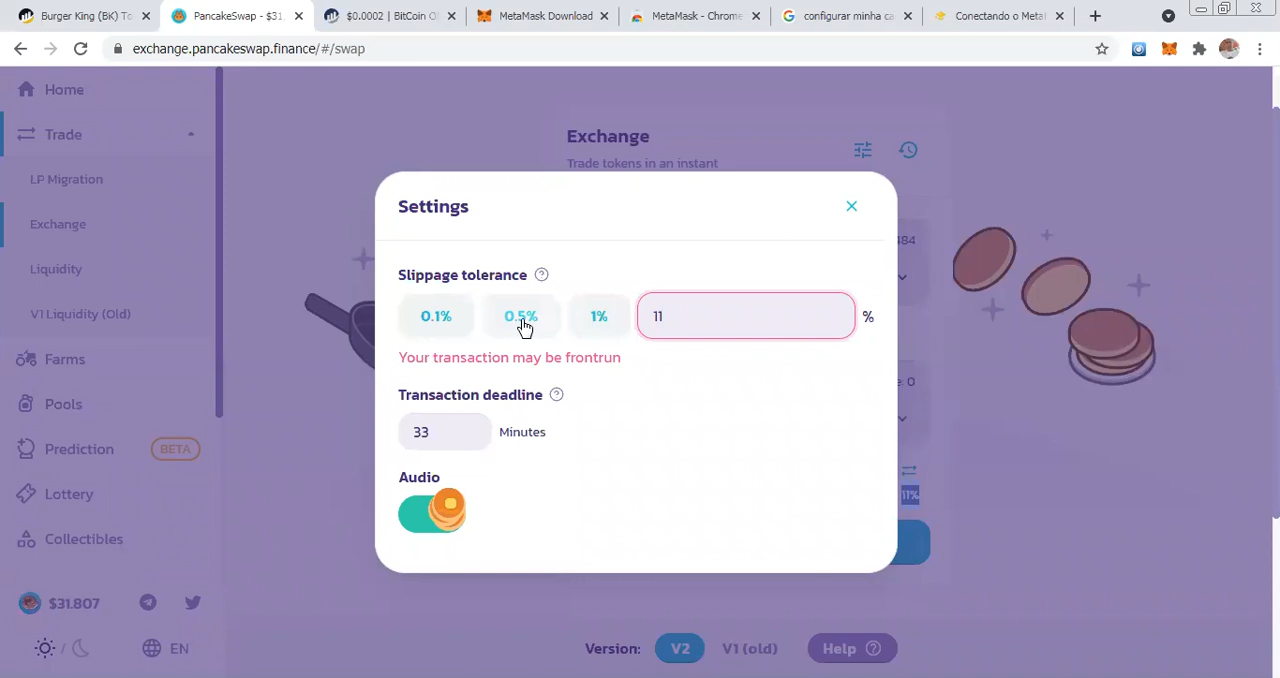 Burger King (BK) To
PancakeSwap - $31.
$0.0002 | BitCoin O
MetaMask Download
MetaMask - Chrome
configurar minha ca
Conectando o Meta
exchange.pancakeswap.finance/#/swap
Home
Trade
LP Migration
Exchange
Liquidity
V1 Liquidity (Old)
Farms
Pools
Prediction
BETA
Lottery
Collectibles
$31.807
/
EN
Exchange
Trade tokens in an instant
484
e: 0
11%
Settings
Slippage tolerance ?
0.1%
0.5%
1%
11
%
Your transaction may be frontrun
Transaction deadline ?
33
Minutes
Audio
Version:
V2
V1 (old)
Help ?